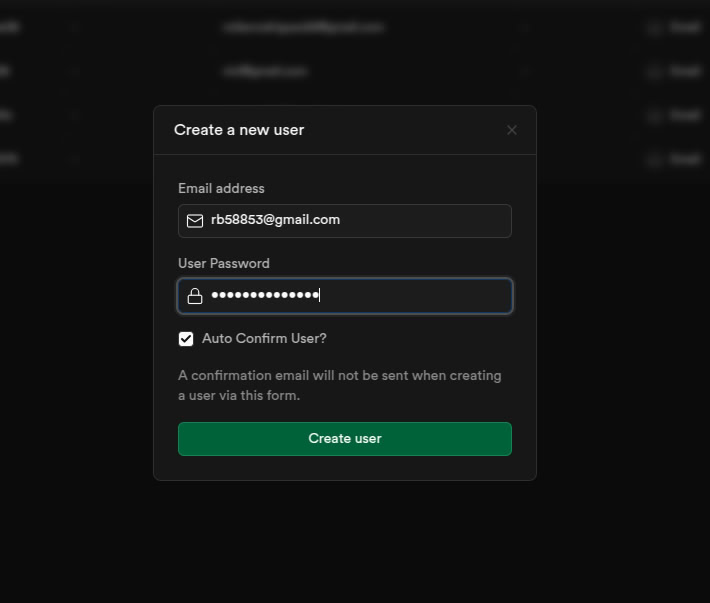 Create a new user
Email address
rb58853@gmail.com
User Password
••••••••••••••
Auto Confirm User?
A confirmation email will not be sent when creating
a user via this form.
Create user